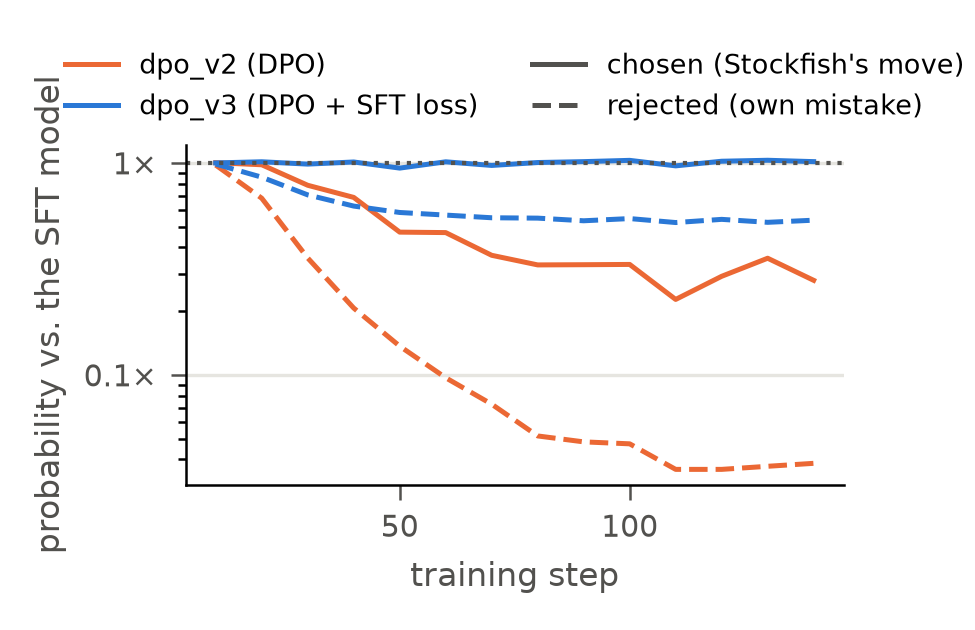 dpo_v2 (DPO)
dpo_v3 (DPO + SFT loss)
chosen (Stockfish's move)
rejected (own mistake)
probability vs. the SFT model
1×
0.1×
50
100
training step